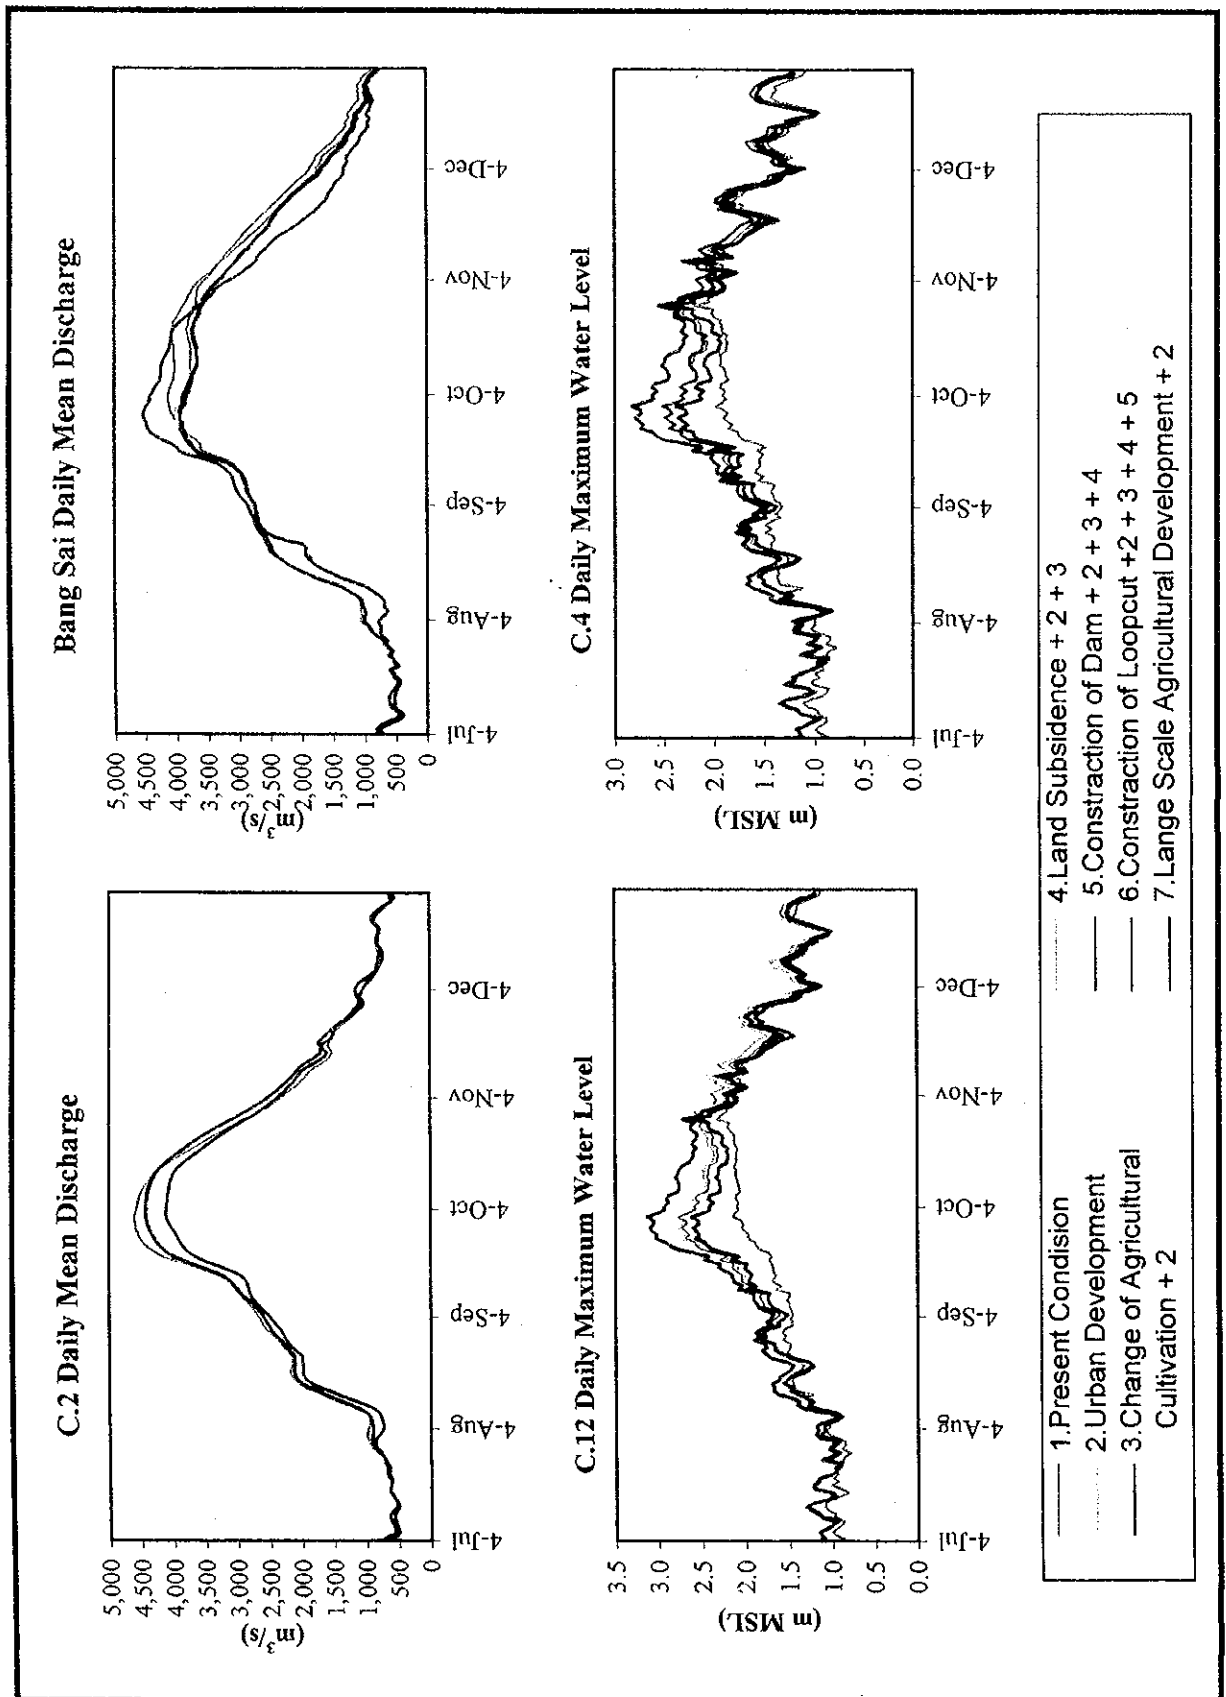 C.2 Daily Mean Discharge
5,000
4,500
4,000
3,500
3,000
2,500
2,000
1,500
1,000
500
0
(m³/s)
4-Jul
4-Aug
4-Sep
4-Oct
4-Nov
4-Dec
Bang Sai Daily Mean Discharge
5,000
4,500
4,000
3,500
3,000
2,500
2,000
1,500
1,000
500
0
(m³/s)
4-Jul
4-Aug
4-Sep
4-Oct
4-Nov
4-Dec
C.12 Daily Maximum Water Level
3.5
3.0
2.5
2.0
1.5
1.0
0.5
0.0
(m MSL)
4-Jul
4-Aug
4-Sep
4-Oct
4-Nov
4-Dec
C.4 Daily Maximum Water Level
3.0
2.5
2.0
1.5
1.0
0.5
0.0
(m MSL)
4-Jul
4-Aug
4-Sep
4-Oct
4-Nov
4-Dec
1.Present Condision
2.Urban Development
3.Change of Agricultural
Cultivation + 2
4.Land Subsidence + 2 + 3
5.Constraction of Dam + 2 + 3 + 4
6.Constraction of Loopcut +2 + 3 + 4 + 5
7.Lange Scale Agricultural Development + 2